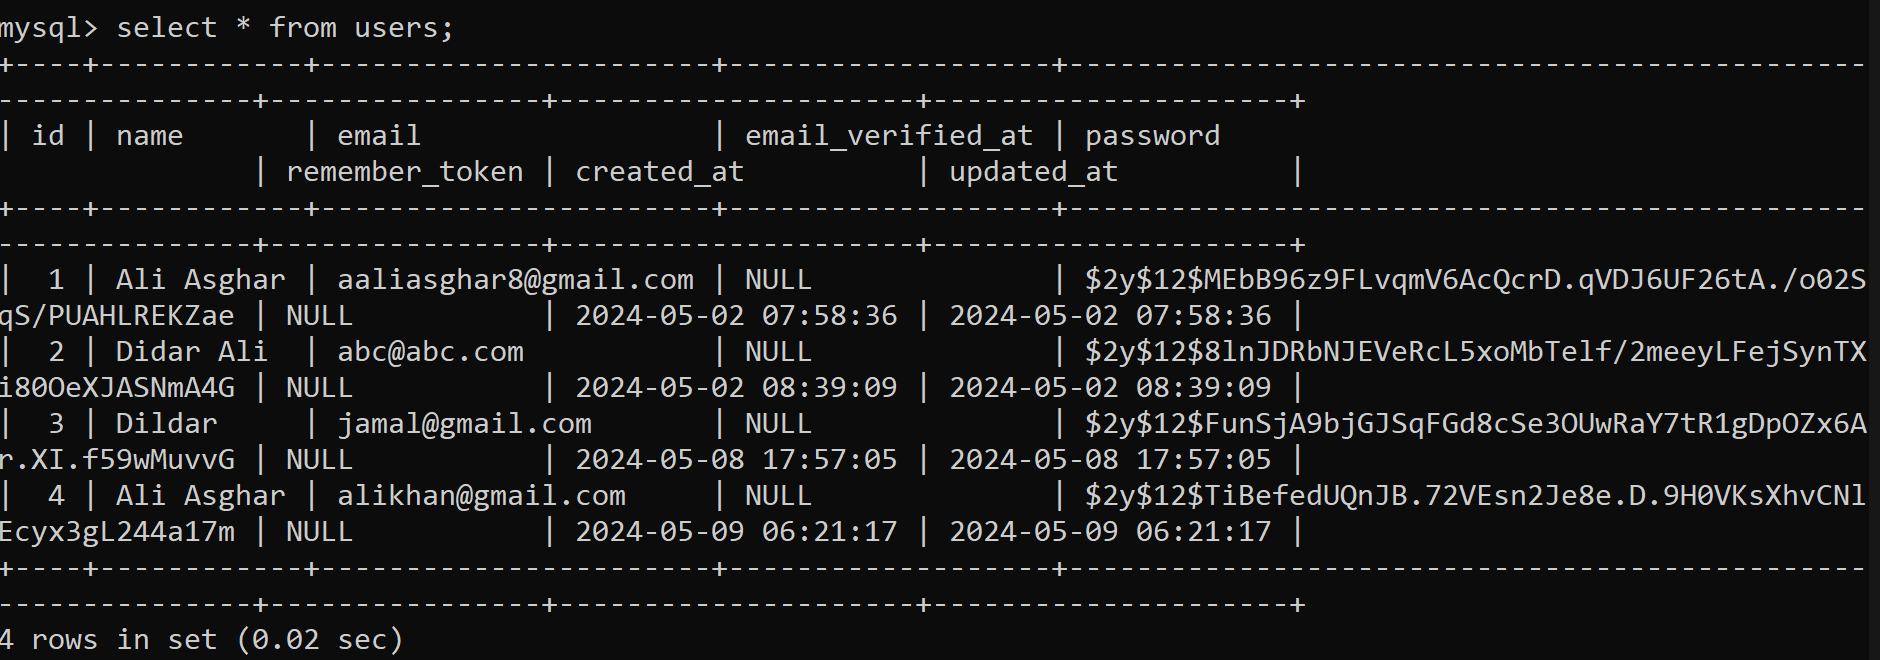 mysql> select * from users;
+----+------------+-----------------------+-------------------+-----------------------------------------------
---------------+----------------+---------------------+---------------------+
| id | name       | email                 | email_verified_at | password
               | remember_token | created_at          | updated_at          |
+----+------------+-----------------------+-------------------+-----------------------------------------------
---------------+----------------+---------------------+---------------------+
|  1 | Ali Asghar | aaliasghar8@gmail.com | NULL              | $2y$12$MEbB96z9FLvqmV6AcQcrD.qVDJ6UF26tA./o02S
qS/PUAHLREKZae | NULL           | 2024-05-02 07:58:36 | 2024-05-02 07:58:36 |
|  2 | Didar Ali  | abc@abc.com           | NULL              | $2y$12$8lnJDRbNJEVeRcL5xoMbTelf/2meeyLFejSynTX
i80OeXJASNmA4G | NULL           | 2024-05-02 08:39:09 | 2024-05-02 08:39:09 |
|  3 | Dildar     | jamal@gmail.com       | NULL              | $2y$12$FunSjA9bjGJSqFGd8cSe3OUwRaY7tR1gDpOZx6A
r.XI.f59wMuvvG | NULL           | 2024-05-08 17:57:05 | 2024-05-08 17:57:05 |
|  4 | Ali Asghar | alikhan@gmail.com     | NULL              | $2y$12$TiBefedUQnJB.72VEsn2Je8e.D.9H0VKsXhvCNl
Ecyx3gL244a17m | NULL           | 2024-05-09 06:21:17 | 2024-05-09 06:21:17 |
+----+------------+-----------------------+-------------------+-----------------------------------------------
---------------+----------------+---------------------+---------------------+
4 rows in set (0.02 sec)